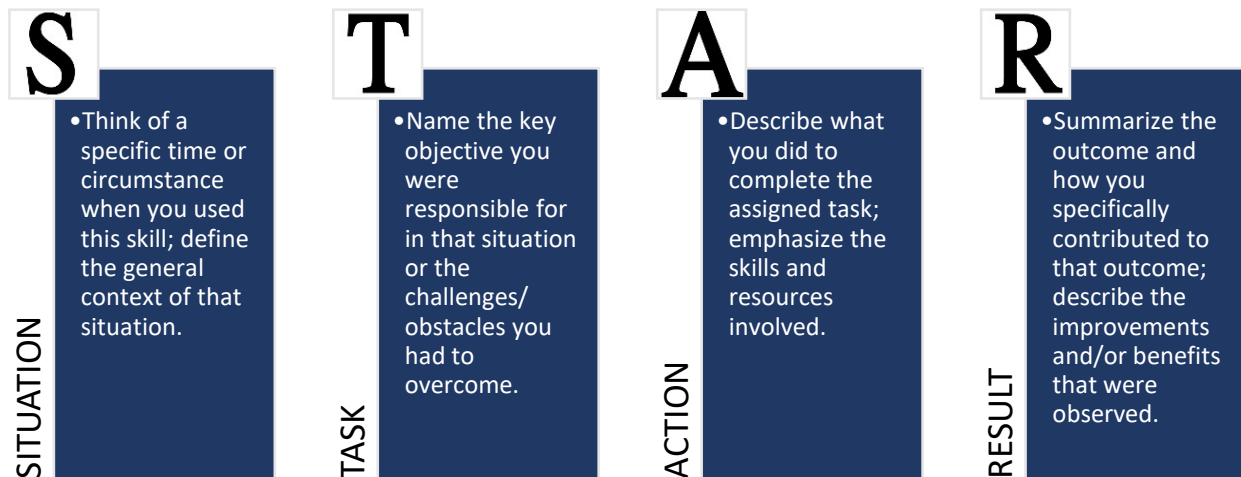 S
SITUATION
•Think of a
specific time or
circumstance
when you used
this skill; define
the general
context of that
situation.
T
TASK
•Name the key
objective you
were
responsible for
in that situation
or the
challenges/
obstacles you
had to
overcome.
A
ACTION
•Describe what
you did to
complete the
assigned task;
emphasize the
skills and
resources
involved.
R
RESULT
•Summarize the
outcome and
how you
specifically
contributed to
that outcome;
describe the
improvements
and/or benefits
that were
observed.